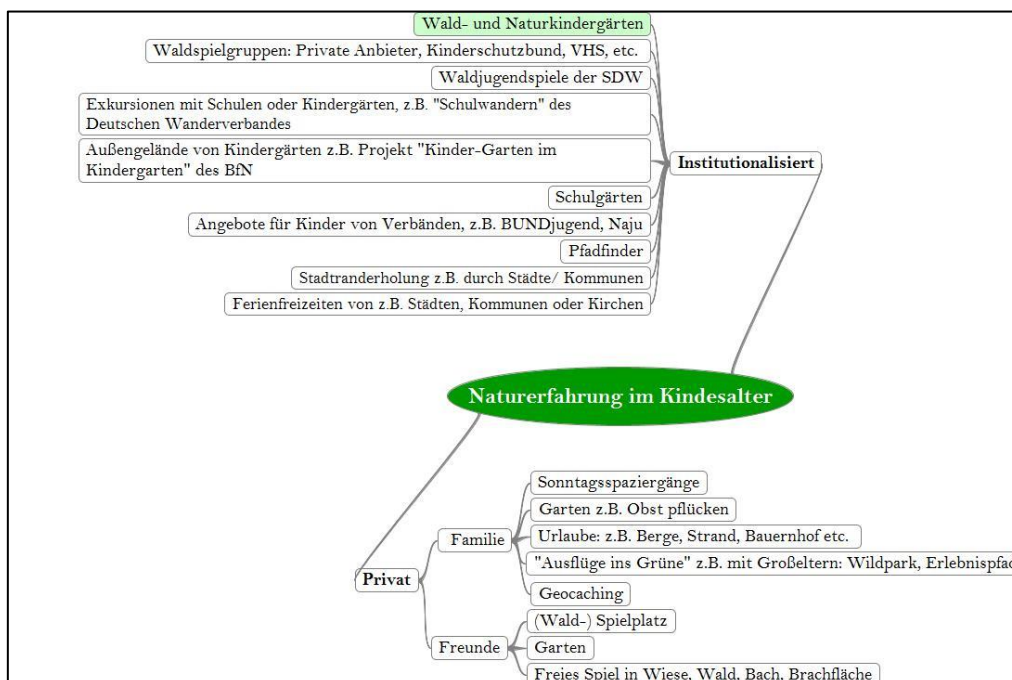 Wald- und Naturkindergärten
Waldspielgruppen: Private Anbieter, Kinderschutzbund, VHS, etc.
Waldjugendspiele der SDW
Exkursionen mit Schulen oder Kindergärten, z.B. "Schulwandern" des
Deutschen Wanderverbandes
Außengelände von Kindergärten z.B. Projekt "Kinder-Garten im
Kindergarten" des BfN
Schulgärten
Angebote für Kinder von Verbänden, z.B. BUNDjugend, Naju
Pfadfinder
Stadtranderholung z.B. durch Städte/ Kommunen
Ferienfreizeiten von z.B. Städten, Kommunen oder Kirchen
Institutionalisiert
Naturerfahrung im Kindesalter
Privat
Familie
Sonntagsspaziergänge
Garten z.B. Obst pflücken
Urlaube: z.B. Berge, Strand, Bauernhof etc.
"Ausflüge ins Grüne" z.B. mit Großeltern: Wildpark, Erlebnispfad
Geocaching
Freunde
(Wald-) Spielplatz
Garten
Freies Spiel in Wiese, Wald, Bach, Brachfläche